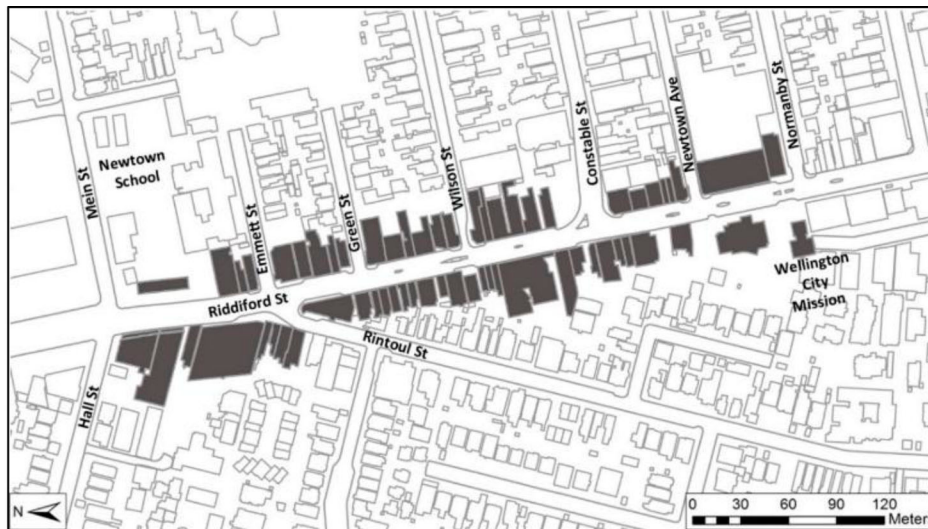 Mein St
Newtown
School
Emmett St
Green St
Wilson St
Constable St
Newtown Ave
Normanby St
Riddiford St
Rintoul St
Hall St
Wellington
City
Mission
N
0 30 60 90 120
Meter